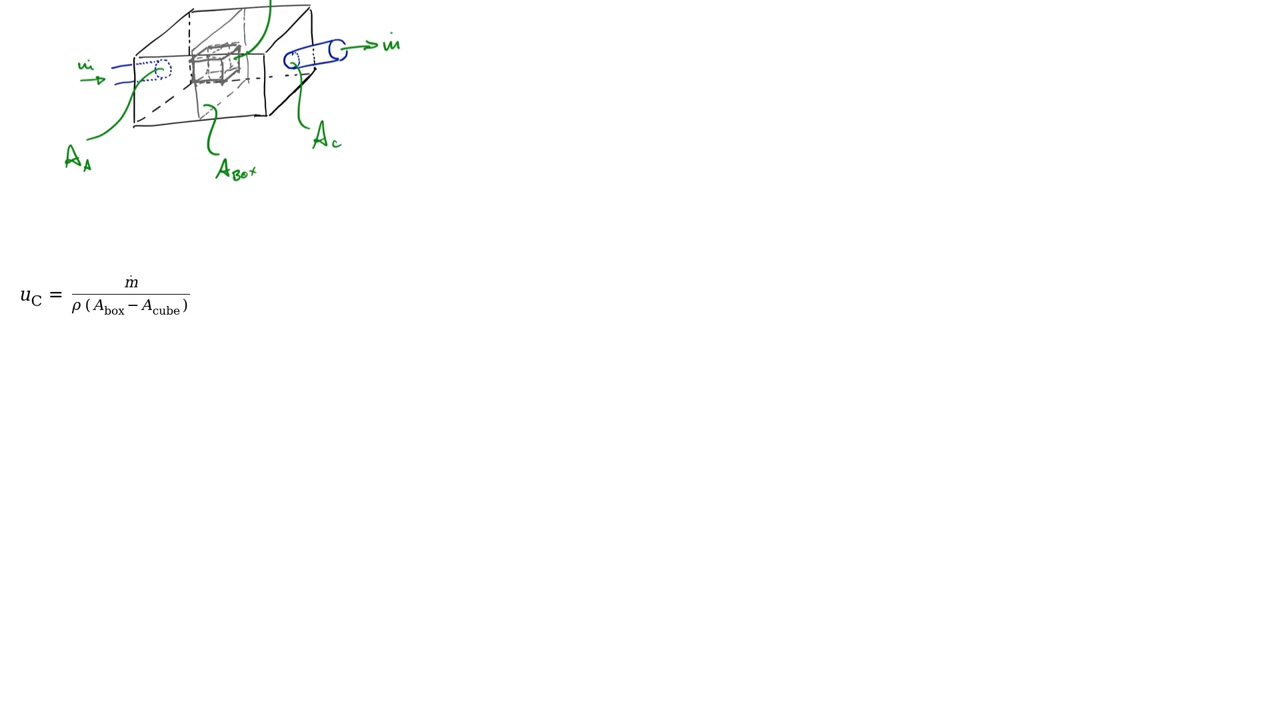 ṁ
ṁ
A_A
A_Box
A_C
u_C = ṁ / ρ ( A_box − A_cube )